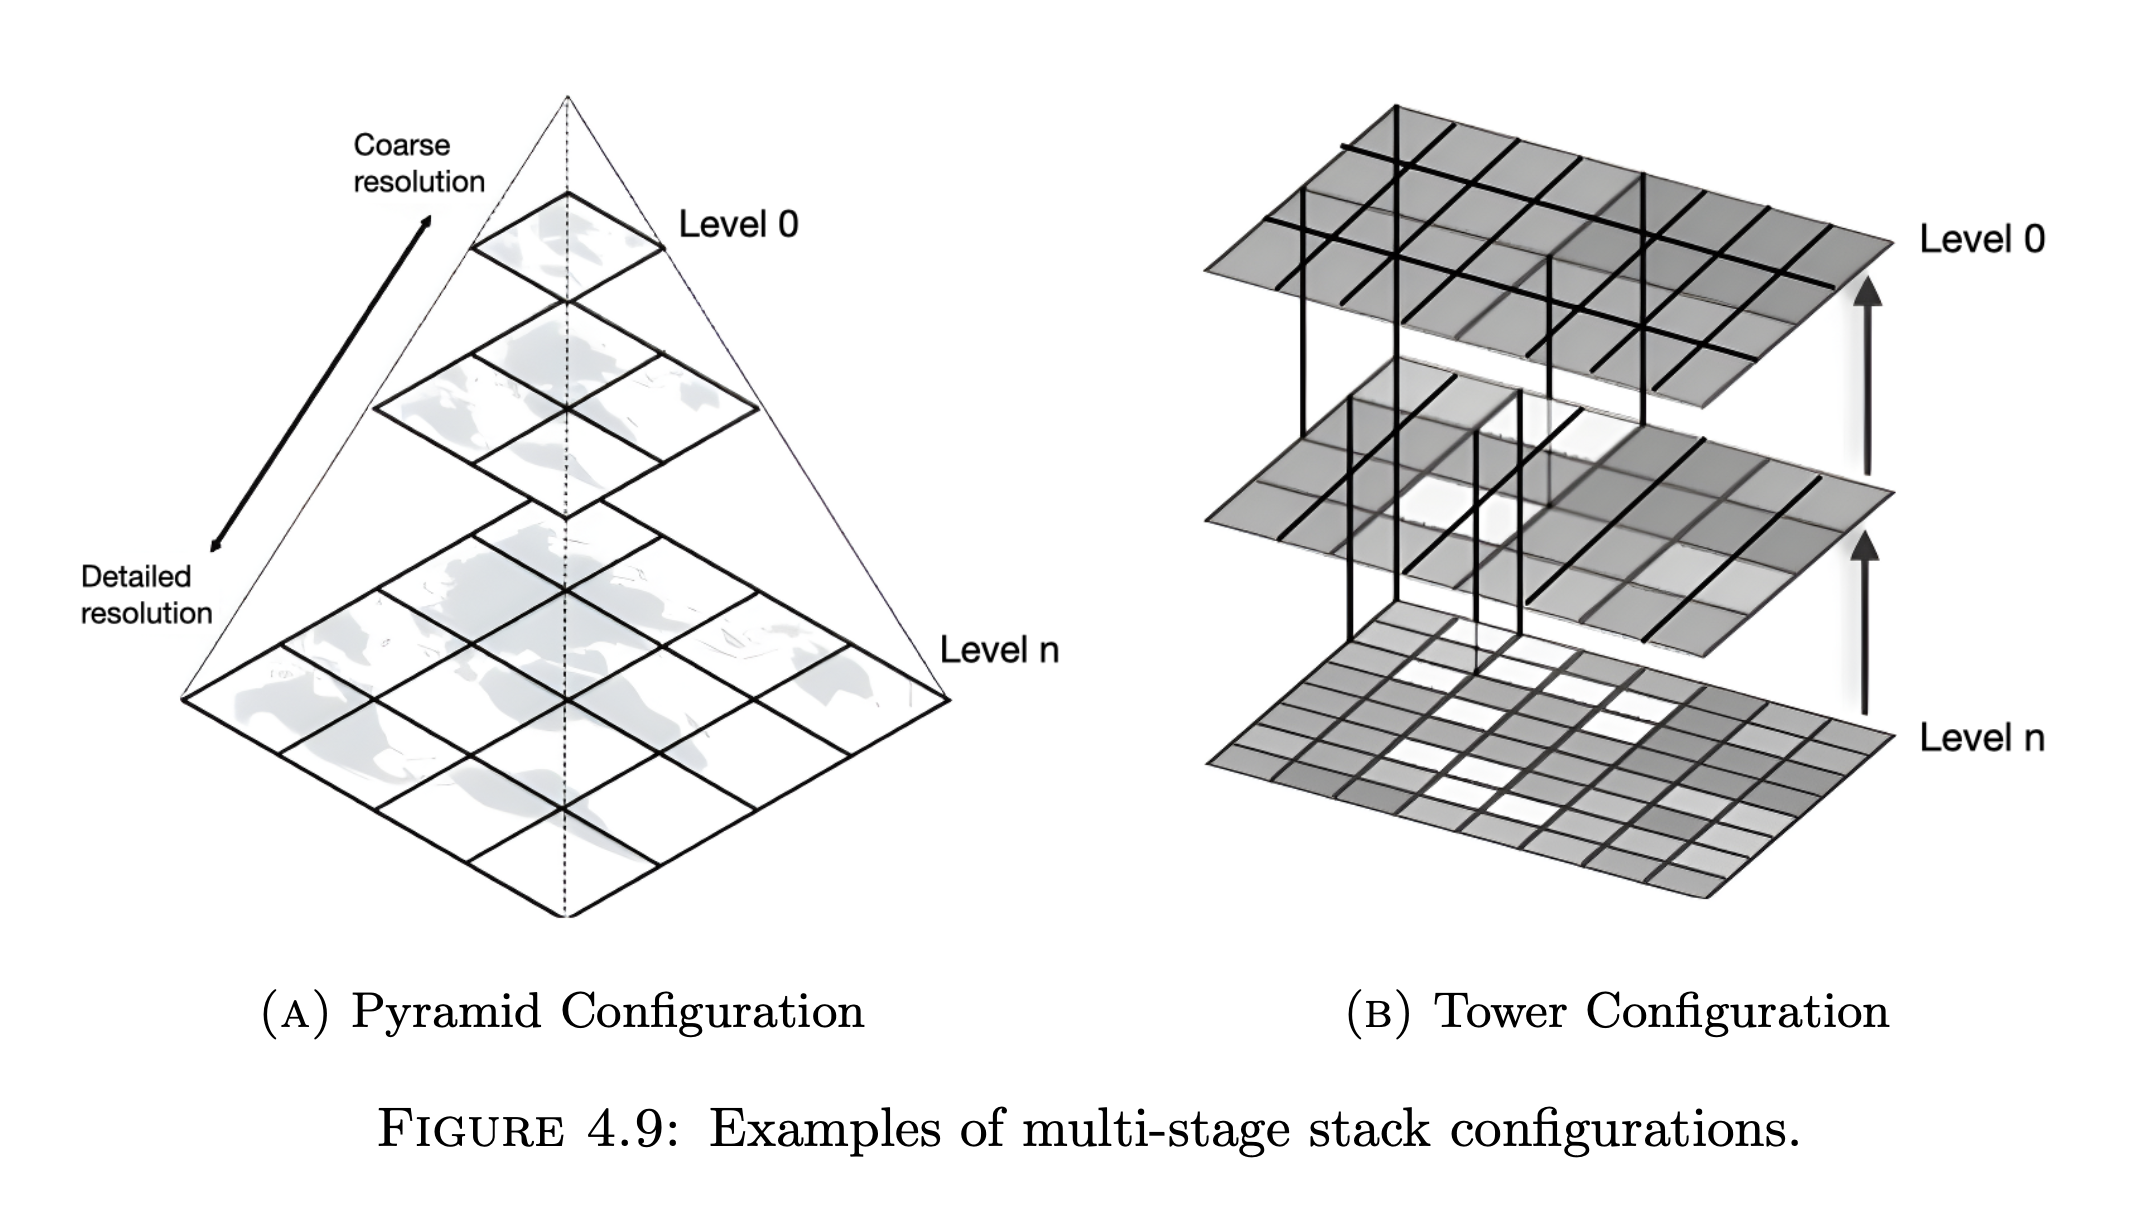 Coarse
resolution
Level 0
Detailed
resolution
Level n
Level 0
Level n
(A) Pyramid Configuration
(B) Tower Configuration
FIGURE 4.9: Examples of multi-stage stack configurations.